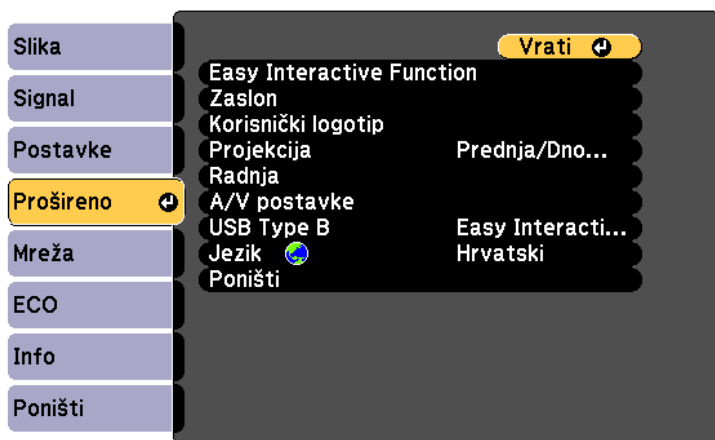 Slika
Signal
Postavke
Prošireno
Mreža
ECO
Info
Poništi
Vrati
Easy Interactive Function
Zaslon
Korisnički logotip
Projekcija Prednja/Dno...
Radnja
A/V postavke
USB Type B Easy Interacti...
Jezik Hrvatski
Poništi